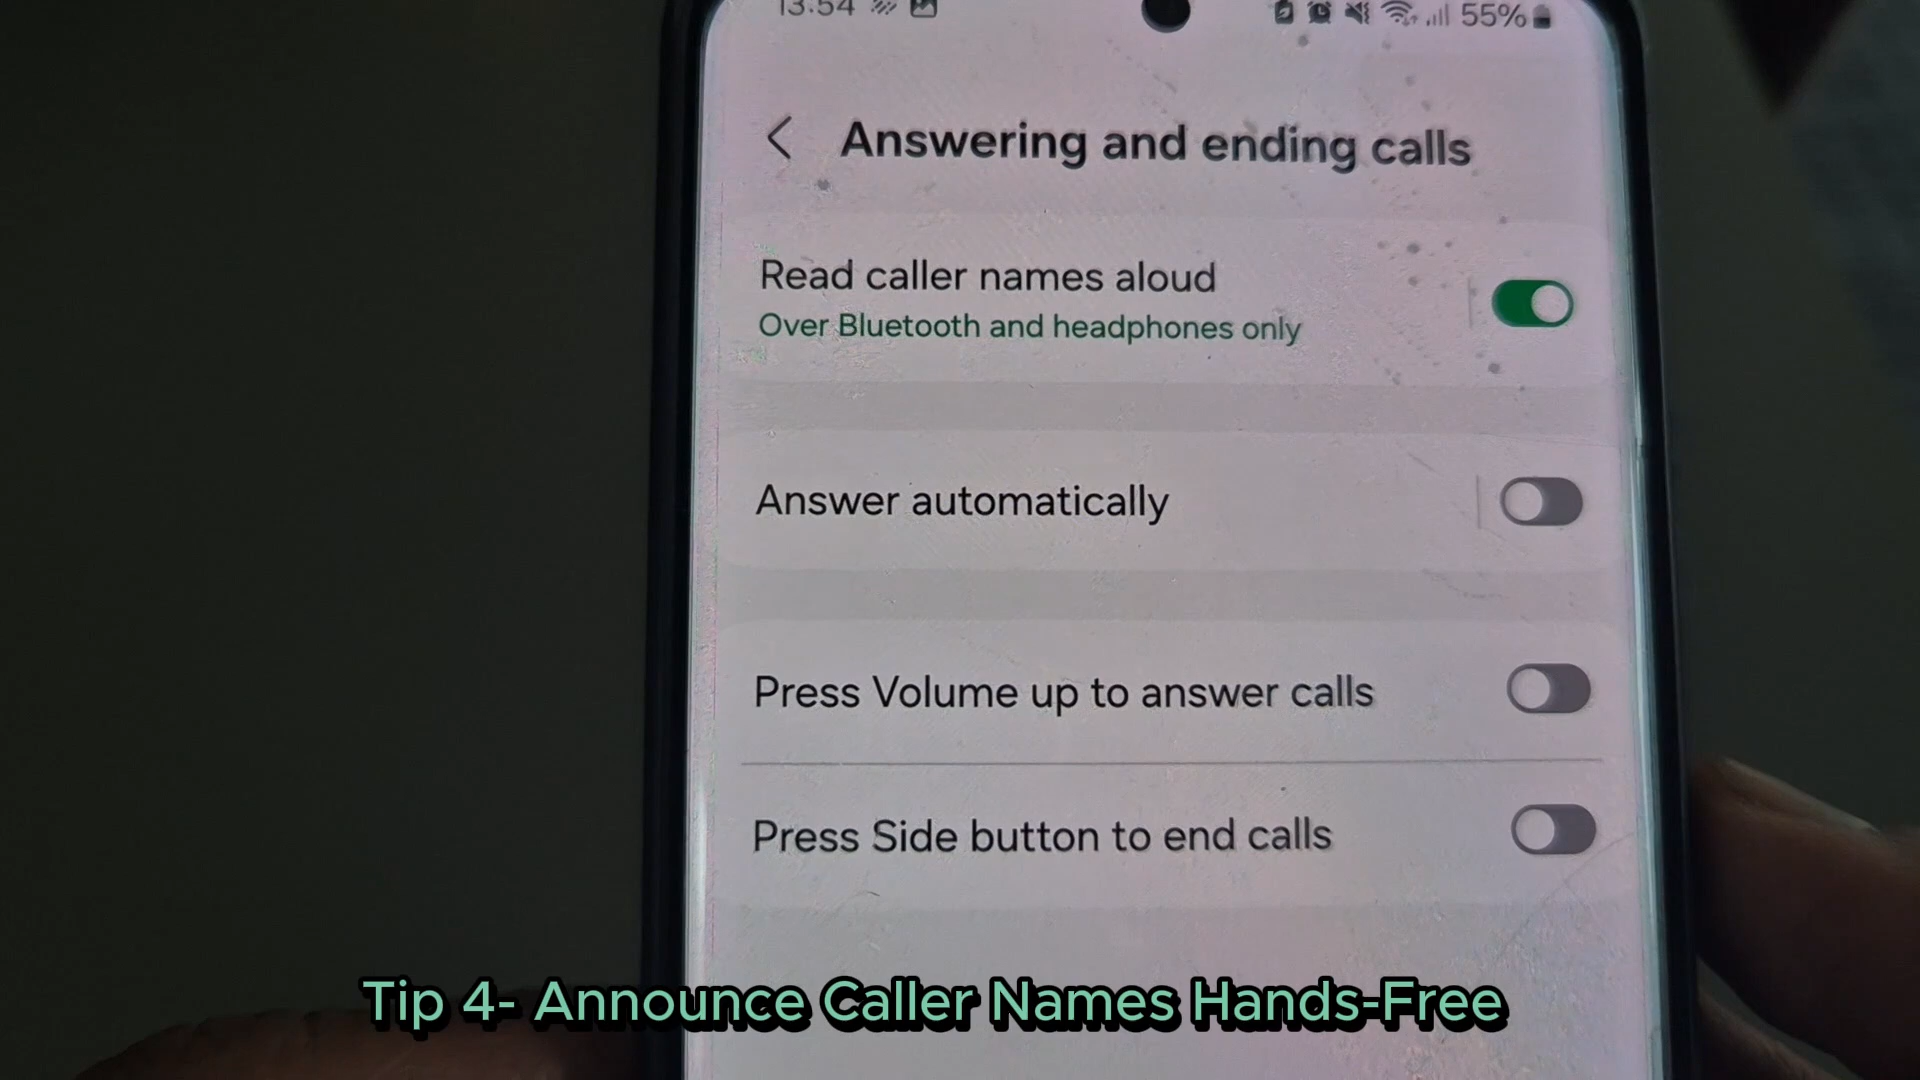 13:54 55%
Answering and ending calls
Read caller names aloud
Over Bluetooth and headphones only
Answer automatically
Press Volume up to answer calls
Press Side button to end calls
Tip 4- Announce Caller Names Hands-Free